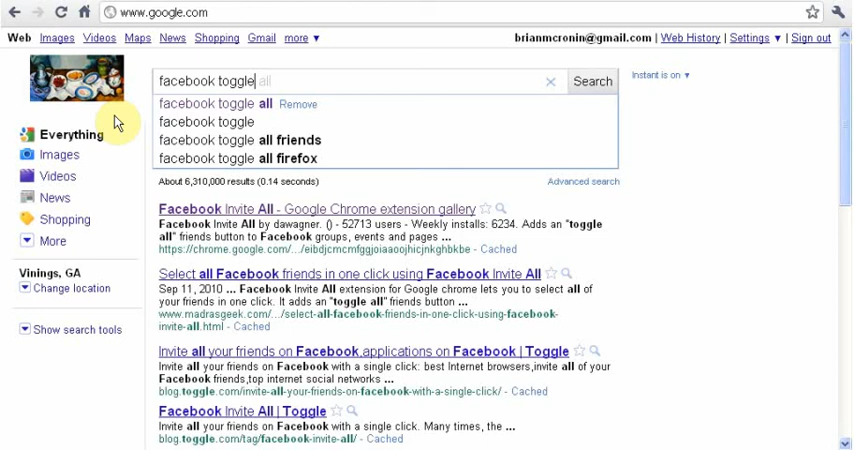 www.google.com
Web Images Videos Maps News Shopping Gmail more ▼ brianmcronin@gmail.com | Web History | Settings ▼ | Sign out
facebook toggle all × Search Instant is on ▼
facebook toggle all Remove
facebook toggle
facebook toggle all friends
facebook toggle all firefox
Everything
Images
Videos
News
Shopping
More
Vinings, GA
Change location
Show search tools
About 6,310,000 results (0.14 seconds) Advanced search
Facebook Invite All - Google Chrome extension gallery
Facebook Invite All by dawagner. () - 52713 users - Weekly installs: 6234. Adds an "toggle
all" friends button to Facebook groups, events and pages ...
https://chrome.google.com/.../eibdjcmcmfggjoiaaoojhicjnkghbkbe - Cached
Select all Facebook friends in one click using Facebook Invite All
Sep 11, 2010 ... Facebook Invite All extension for Google chrome lets you to select all of
your friends in one click. It adds an "toggle all" friends button ...
www.madrasgeek.com/.../select-all-facebook-friends-in-one-click-using-facebook-
invite-all.html - Cached
Invite all your friends on Facebook,applications on Facebook | Toggle
Invite all your friends on Facebook with a single click: best Internet browsers,invite all of your
Facebook friends,top internet social networks ...
blog.toggle.com/invite-all-your-friends-on-facebook-with-a-single-click/ - Cached
Facebook Invite All | Toggle
Invite all your friends on Facebook with a single click. Many times, the ...
blog.toggle.com/tag/facebook-invite-all/ - Cached